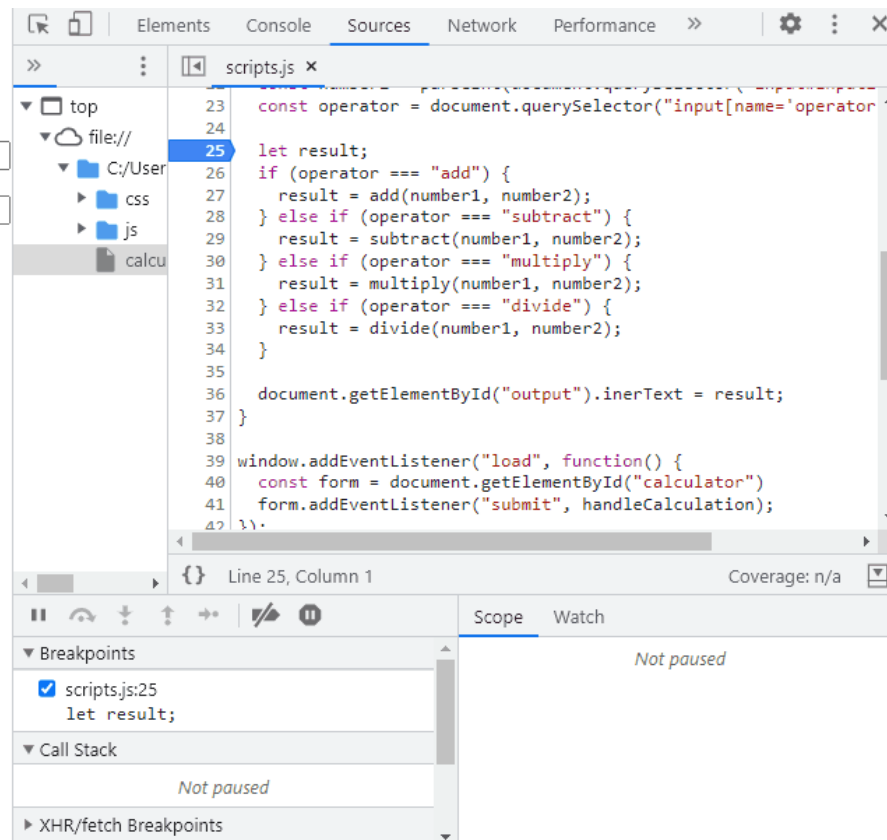 Elements Console Sources Network Performance »
» scripts.js ×
top
file://
C:/User
css
js
calcu
23 const operator = document.querySelector("input[name='operator
24
25 let result;
26 if (operator === "add") {
27 result = add(number1, number2);
28 } else if (operator === "subtract") {
29 result = subtract(number1, number2);
30 } else if (operator === "multiply") {
31 result = multiply(number1, number2);
32 } else if (operator === "divide") {
33 result = divide(number1, number2);
34 }
35
36 document.getElementById("output").inerText = result;
37 }
38
39 window.addEventListener("load", function() {
40 const form = document.getElementById("calculator")
41 form.addEventListener("submit", handleCalculation);
42 });
{} Line 25, Column 1 Coverage: n/a
Breakpoints
scripts.js:25
let result;
Call Stack
Not paused
XHR/fetch Breakpoints
Scope Watch
Not paused